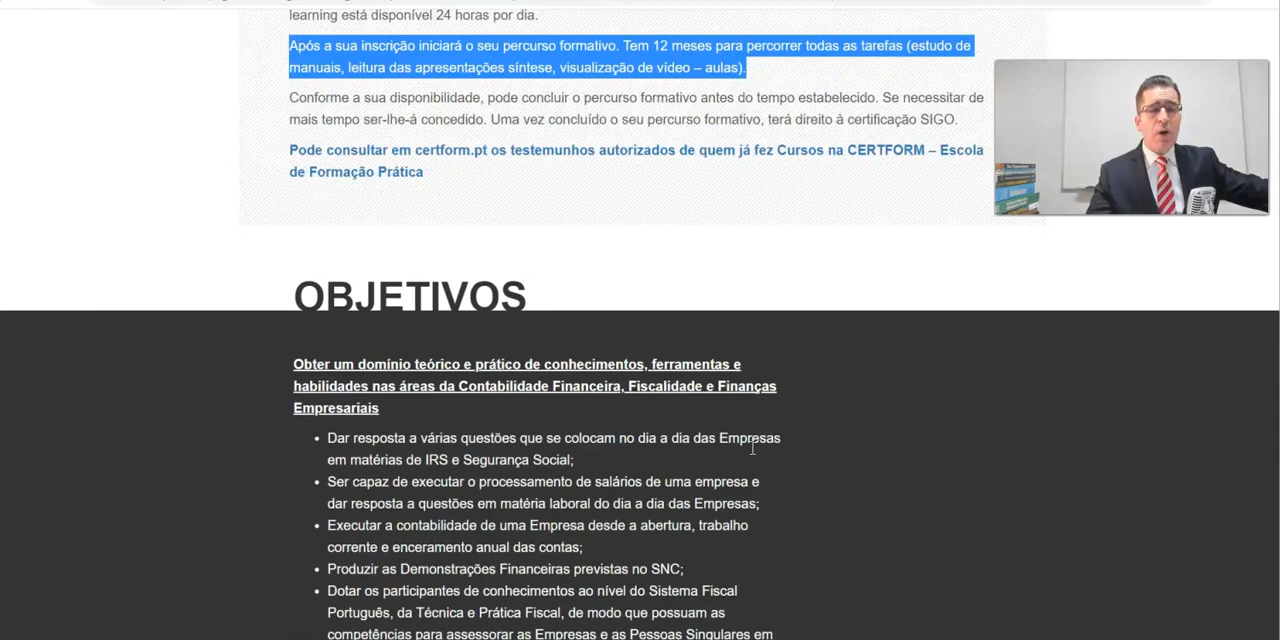 learning está disponível 24 horas por dia.
Após a sua inscrição iniciará o seu percurso formativo. Tem 12 meses para percorrer todas as tarefas (estudo de
manuais, leitura das apresentações síntese, visualização de vídeo – aulas).
Conforme a sua disponibilidade, pode concluir o percurso formativo antes do tempo estabelecido. Se necessitar de
mais tempo ser-lhe-á concedido. Uma vez concluído o seu percurso formativo, terá direito à certificação SIGO.
Pode consultar em certform.pt os testemunhos autorizados de quem já fez Cursos na CERTFORM – Escola
de Formação Prática
OBJETIVOS
Obter um domínio teórico e prático de conhecimentos, ferramentas e
habilidades nas áreas da Contabilidade Financeira, Fiscalidade e Finanças
Empresariais
• Dar resposta a várias questões que se colocam no dia a dia das Empresas
em matérias de IRS e Segurança Social;
• Ser capaz de executar o processamento de salários de uma empresa e
dar resposta a questões em matéria laboral do dia a dia das Empresas;
• Executar a contabilidade de uma Empresa desde a abertura, trabalho
corrente e enceramento anual das contas;
• Produzir as Demonstrações Financeiras previstas no SNC;
• Dotar os participantes de conhecimentos ao nível do Sistema Fiscal
Português, da Técnica e Prática Fiscal, de modo que possuam as
competências para assessorar as Empresas e as Pessoas Singulares em